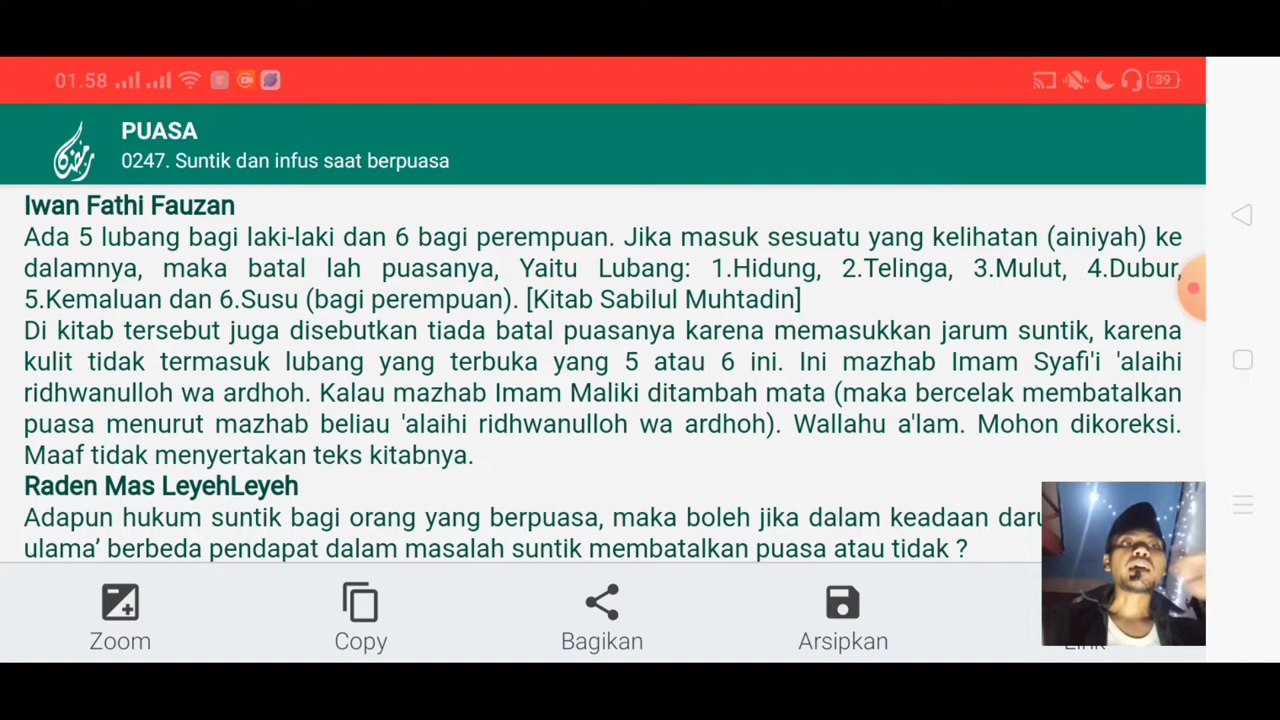 01.58
39
PUASA
0247. Suntik dan infus saat berpuasa
Iwan Fathi Fauzan
Ada 5 lubang bagi laki-laki dan 6 bagi perempuan. Jika masuk sesuatu yang kelihatan (ainiyah) ke
dalamnya, maka batal lah puasanya, Yaitu Lubang: 1.Hidung, 2.Telinga, 3.Mulut, 4.Dubur,
5.Kemaluan dan 6.Susu (bagi perempuan). [Kitab Sabilul Muhtadin]
Di kitab tersebut juga disebutkan tiada batal puasanya karena memasukkan jarum suntik, karena
kulit tidak termasuk lubang yang terbuka yang 5 atau 6 ini. Ini mazhab Imam Syafi'i 'alaihi
ridhwanulloh wa ardhoh. Kalau mazhab Imam Maliki ditambah mata (maka bercelak membatalkan
puasa menurut mazhab beliau 'alaihi ridhwanulloh wa ardhoh). Wallahu a'lam. Mohon dikoreksi.
Maaf tidak menyertakan teks kitabnya.
Raden Mas LeyehLeyeh
Adapun hukum suntik bagi orang yang berpuasa, maka boleh jika dalam keadaan
ulama’ berbeda pendapat dalam masalah suntik membatalkan puasa atau tidak ?
Zoom
Copy
Bagikan
Arsipkan